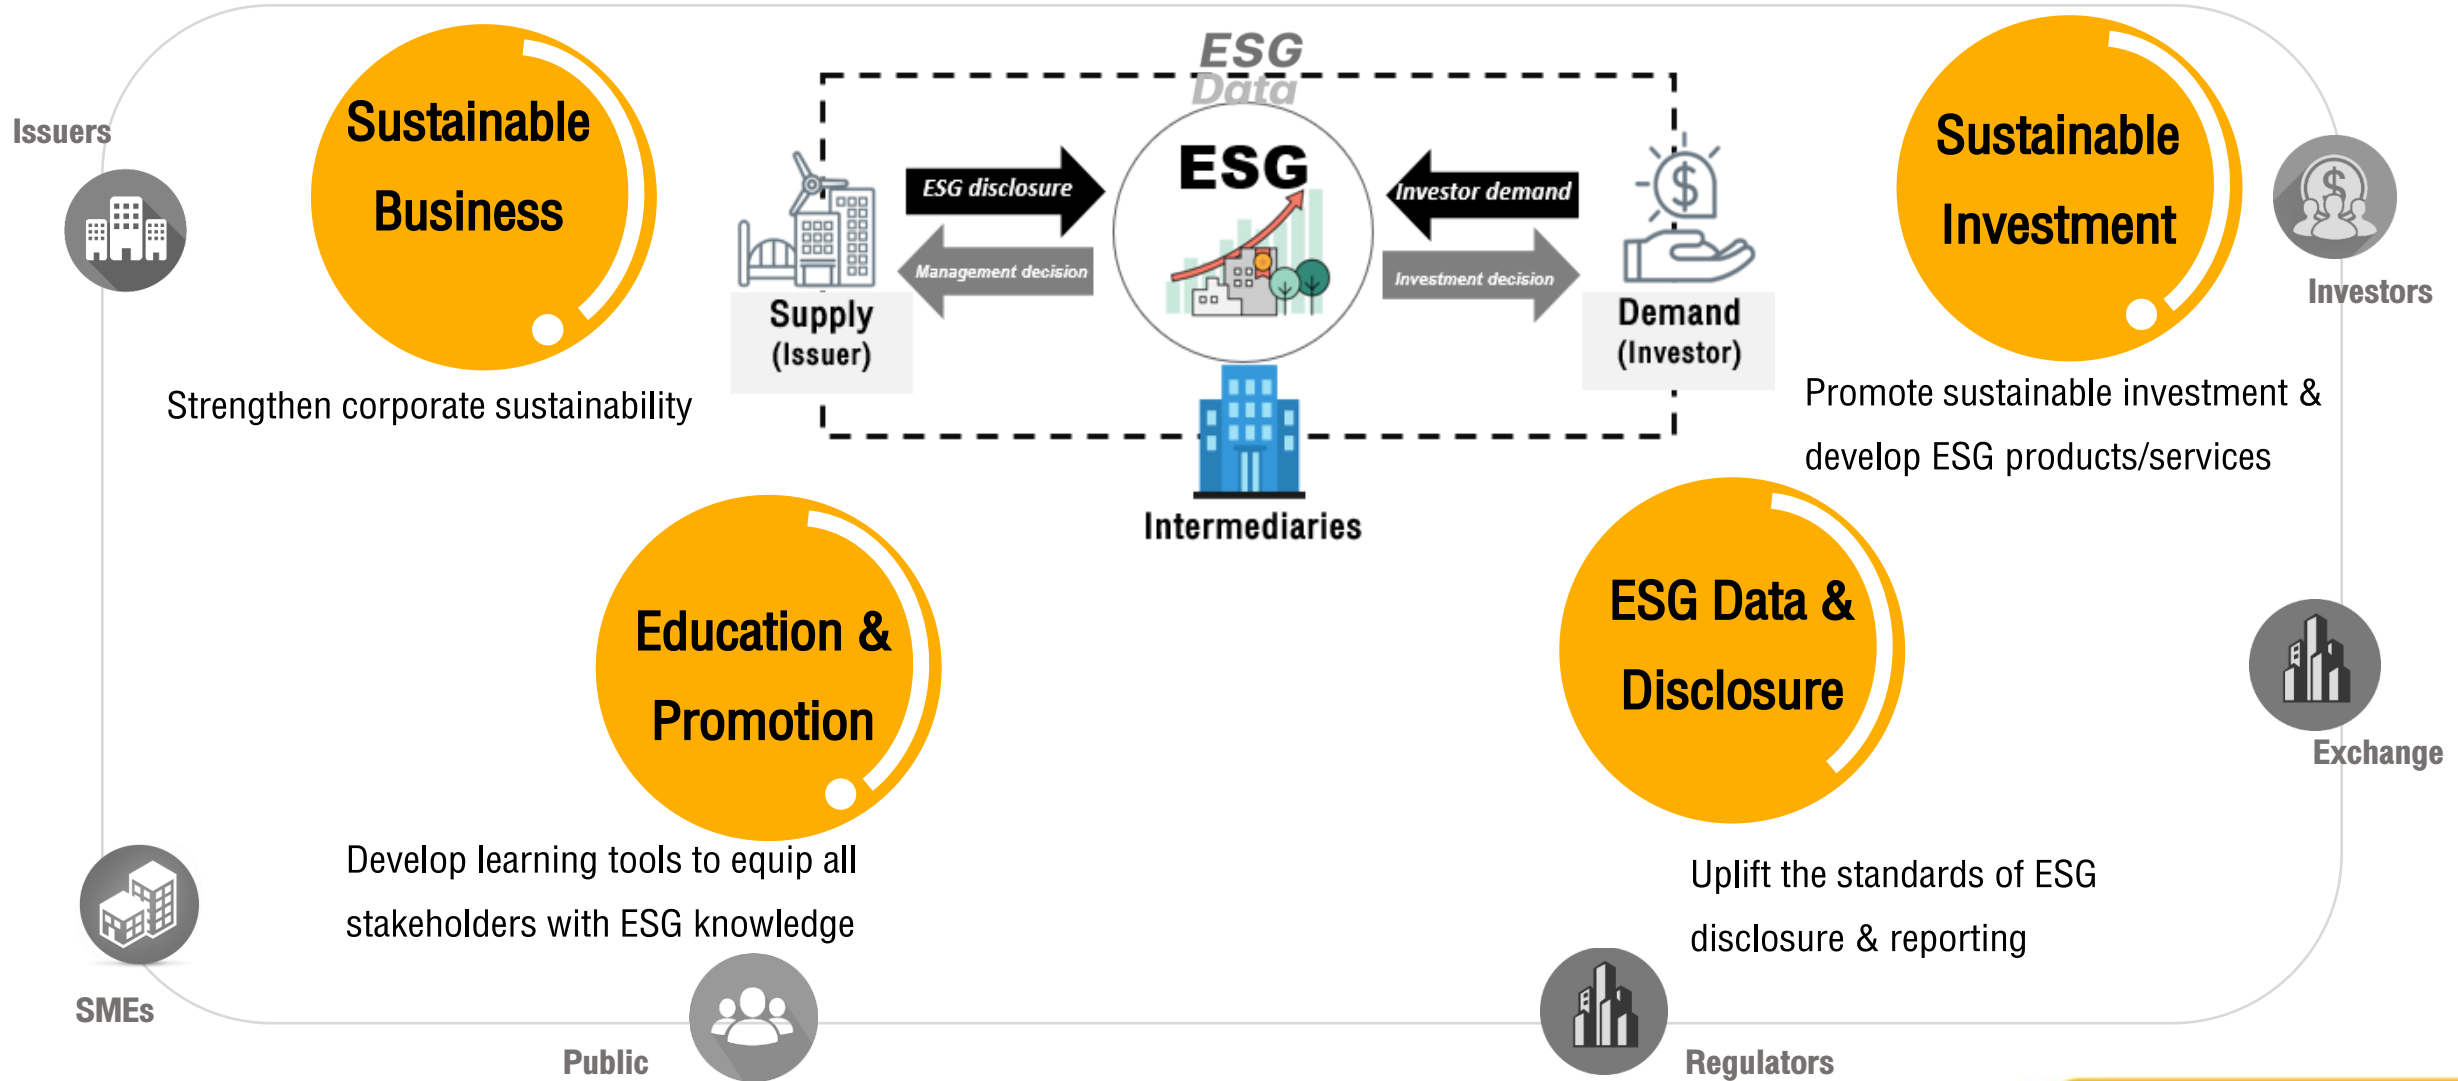 Issuers
Sustainable
Business
Strengthen corporate sustainability
ESG
Data
ESG
ESG disclosure
Management decision
Investor demand
Investment decision
Supply
(Issuer)
Demand
(Investor)
Intermediaries
Sustainable
Investment
Promote sustainable investment &
develop ESG products/services
Investors
Education &
Promotion
Develop learning tools to equip all
stakeholders with ESG knowledge
ESG Data &
Disclosure
Uplift the standards of ESG
disclosure & reporting
Exchange
SMEs
Public
Regulators